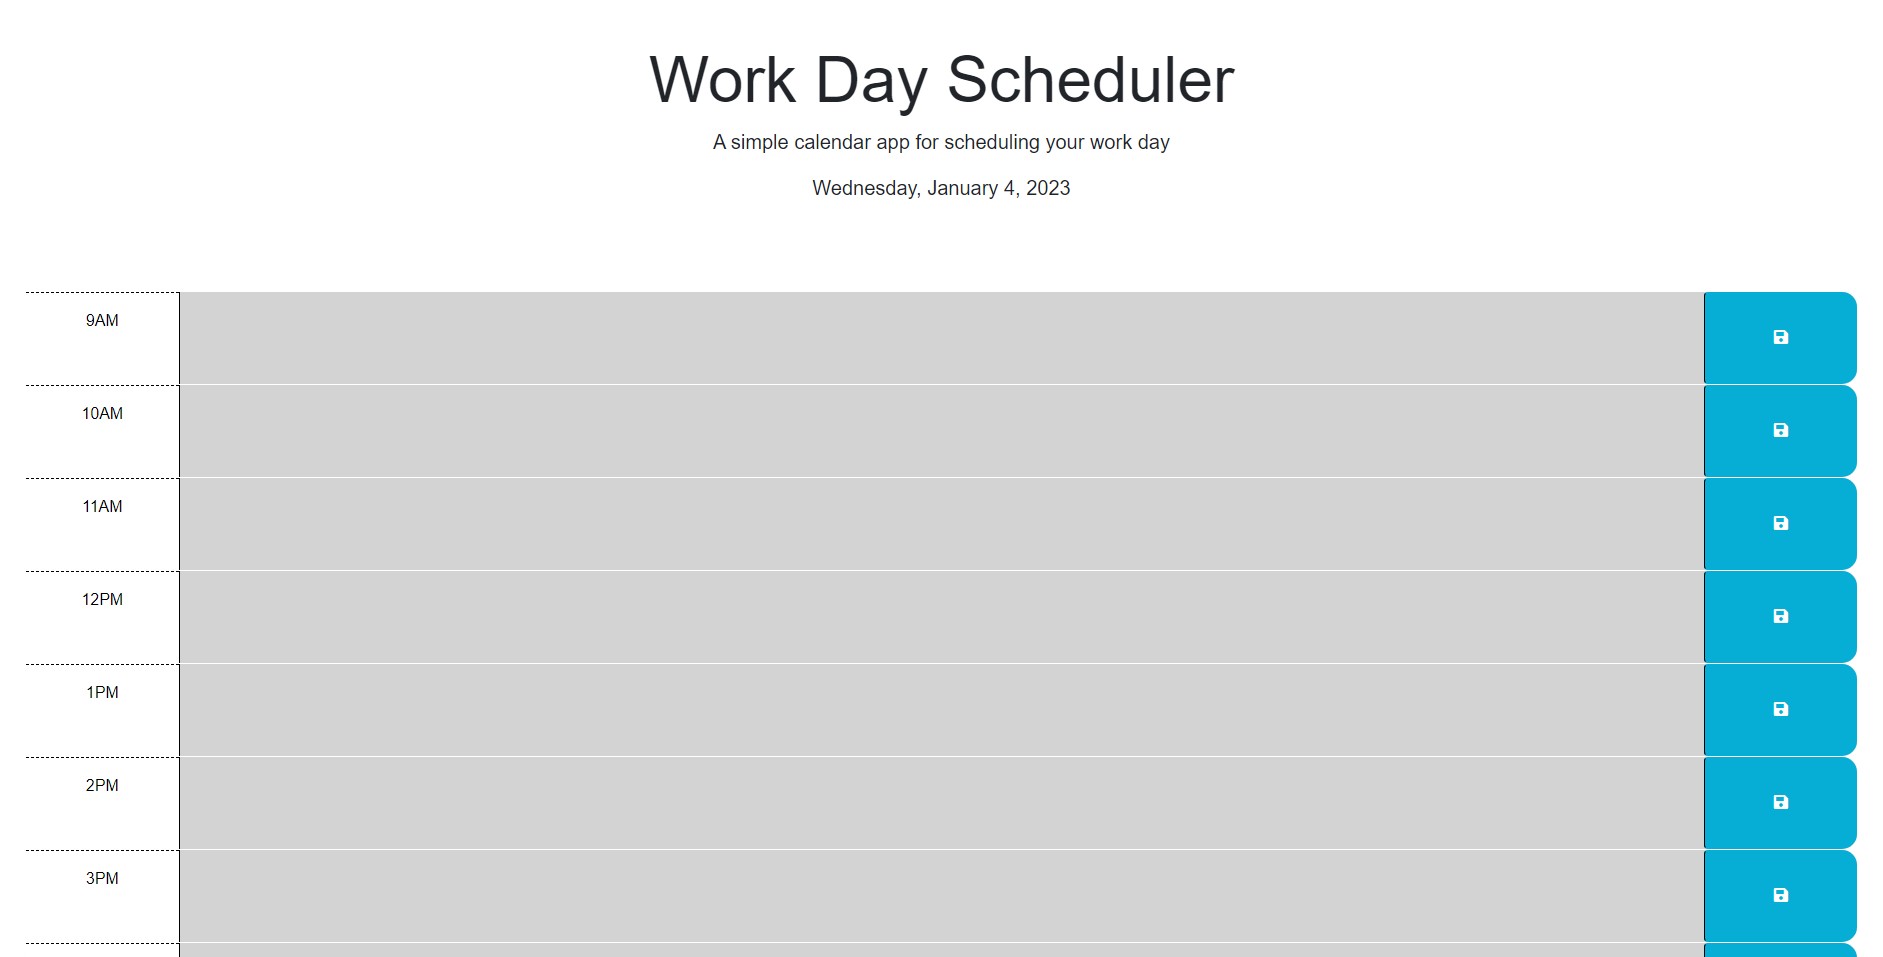 Work Day Scheduler
A simple calendar app for scheduling your work day
Wednesday, January 4, 2023
9AM
10AM
11AM
12PM
1PM
2PM
3PM